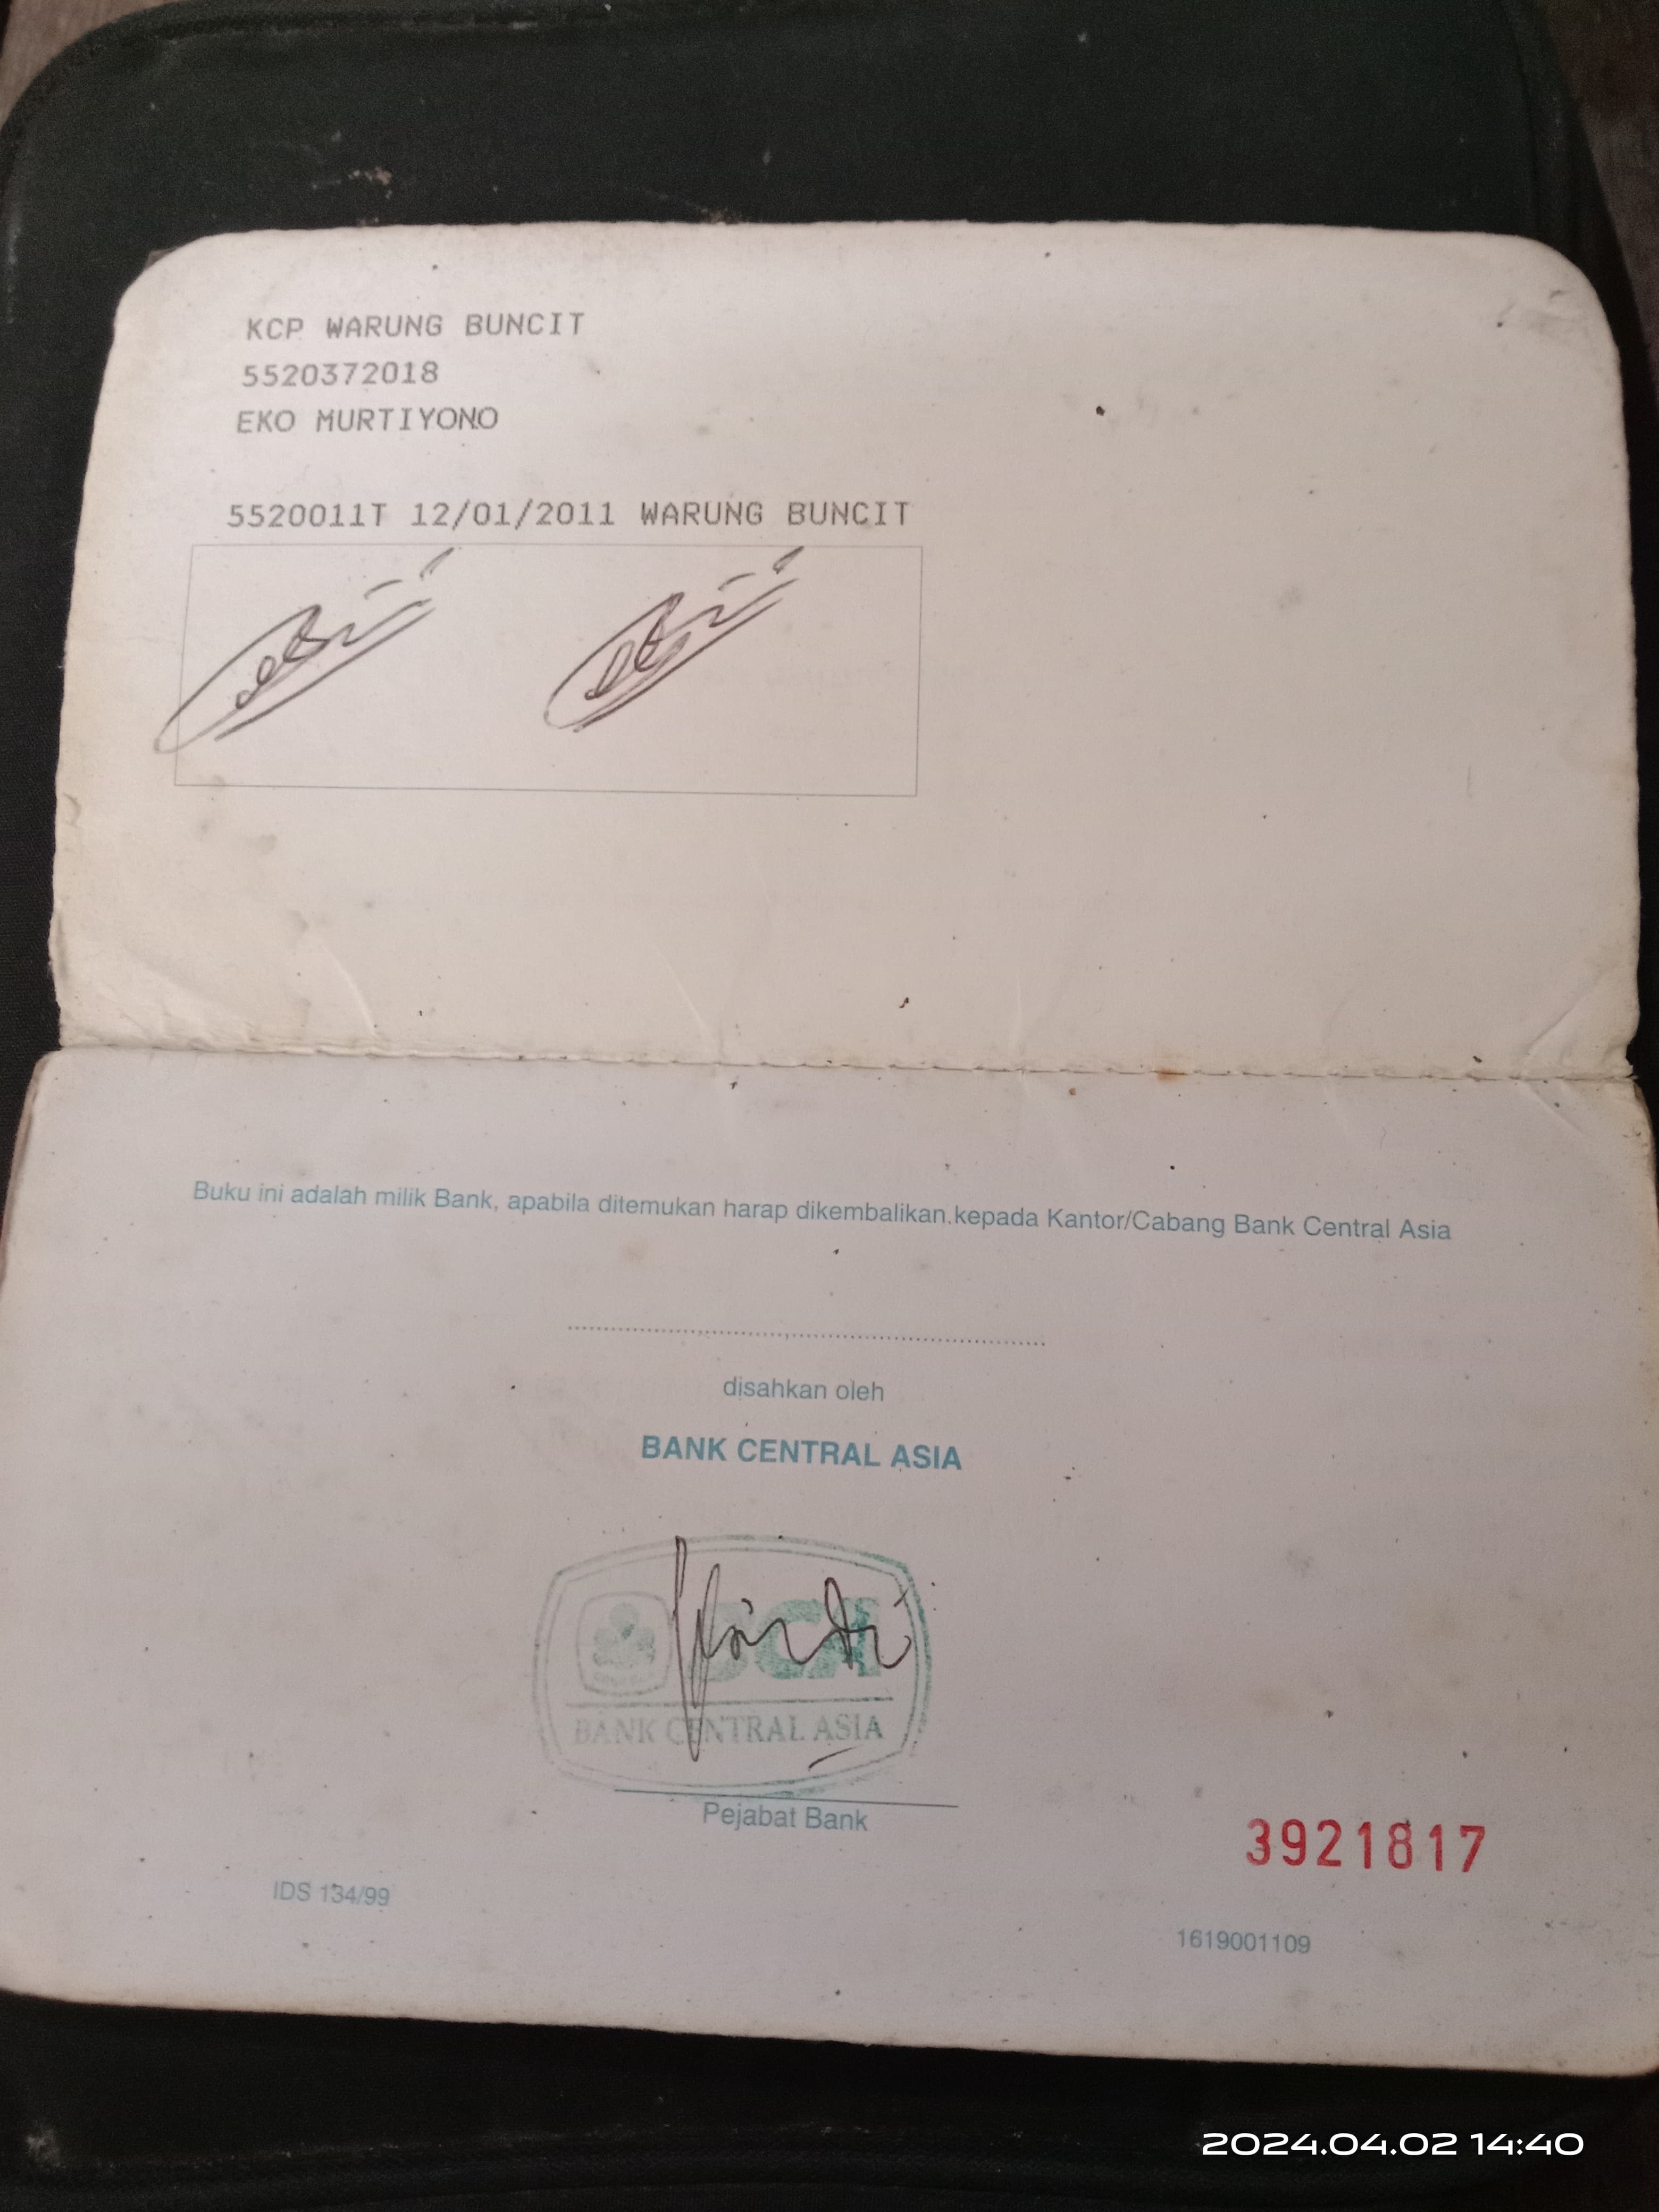 KCP WARUNG BUNCIT
5520372018
EKO MURTIYONO
5520011T 12/01/2011 WARUNG BUNCIT
Buku ini adalah milik Bank, apabila ditemukan harap dikembalikan kepada Kantor/Cabang Bank Central Asia
disahkan oleh
BANK CENTRAL ASIA
BCA
BANK CENTRAL ASIA
Pejabat Bank
3921817
IDS 134/99
1619001109
2024.04.02 14:40